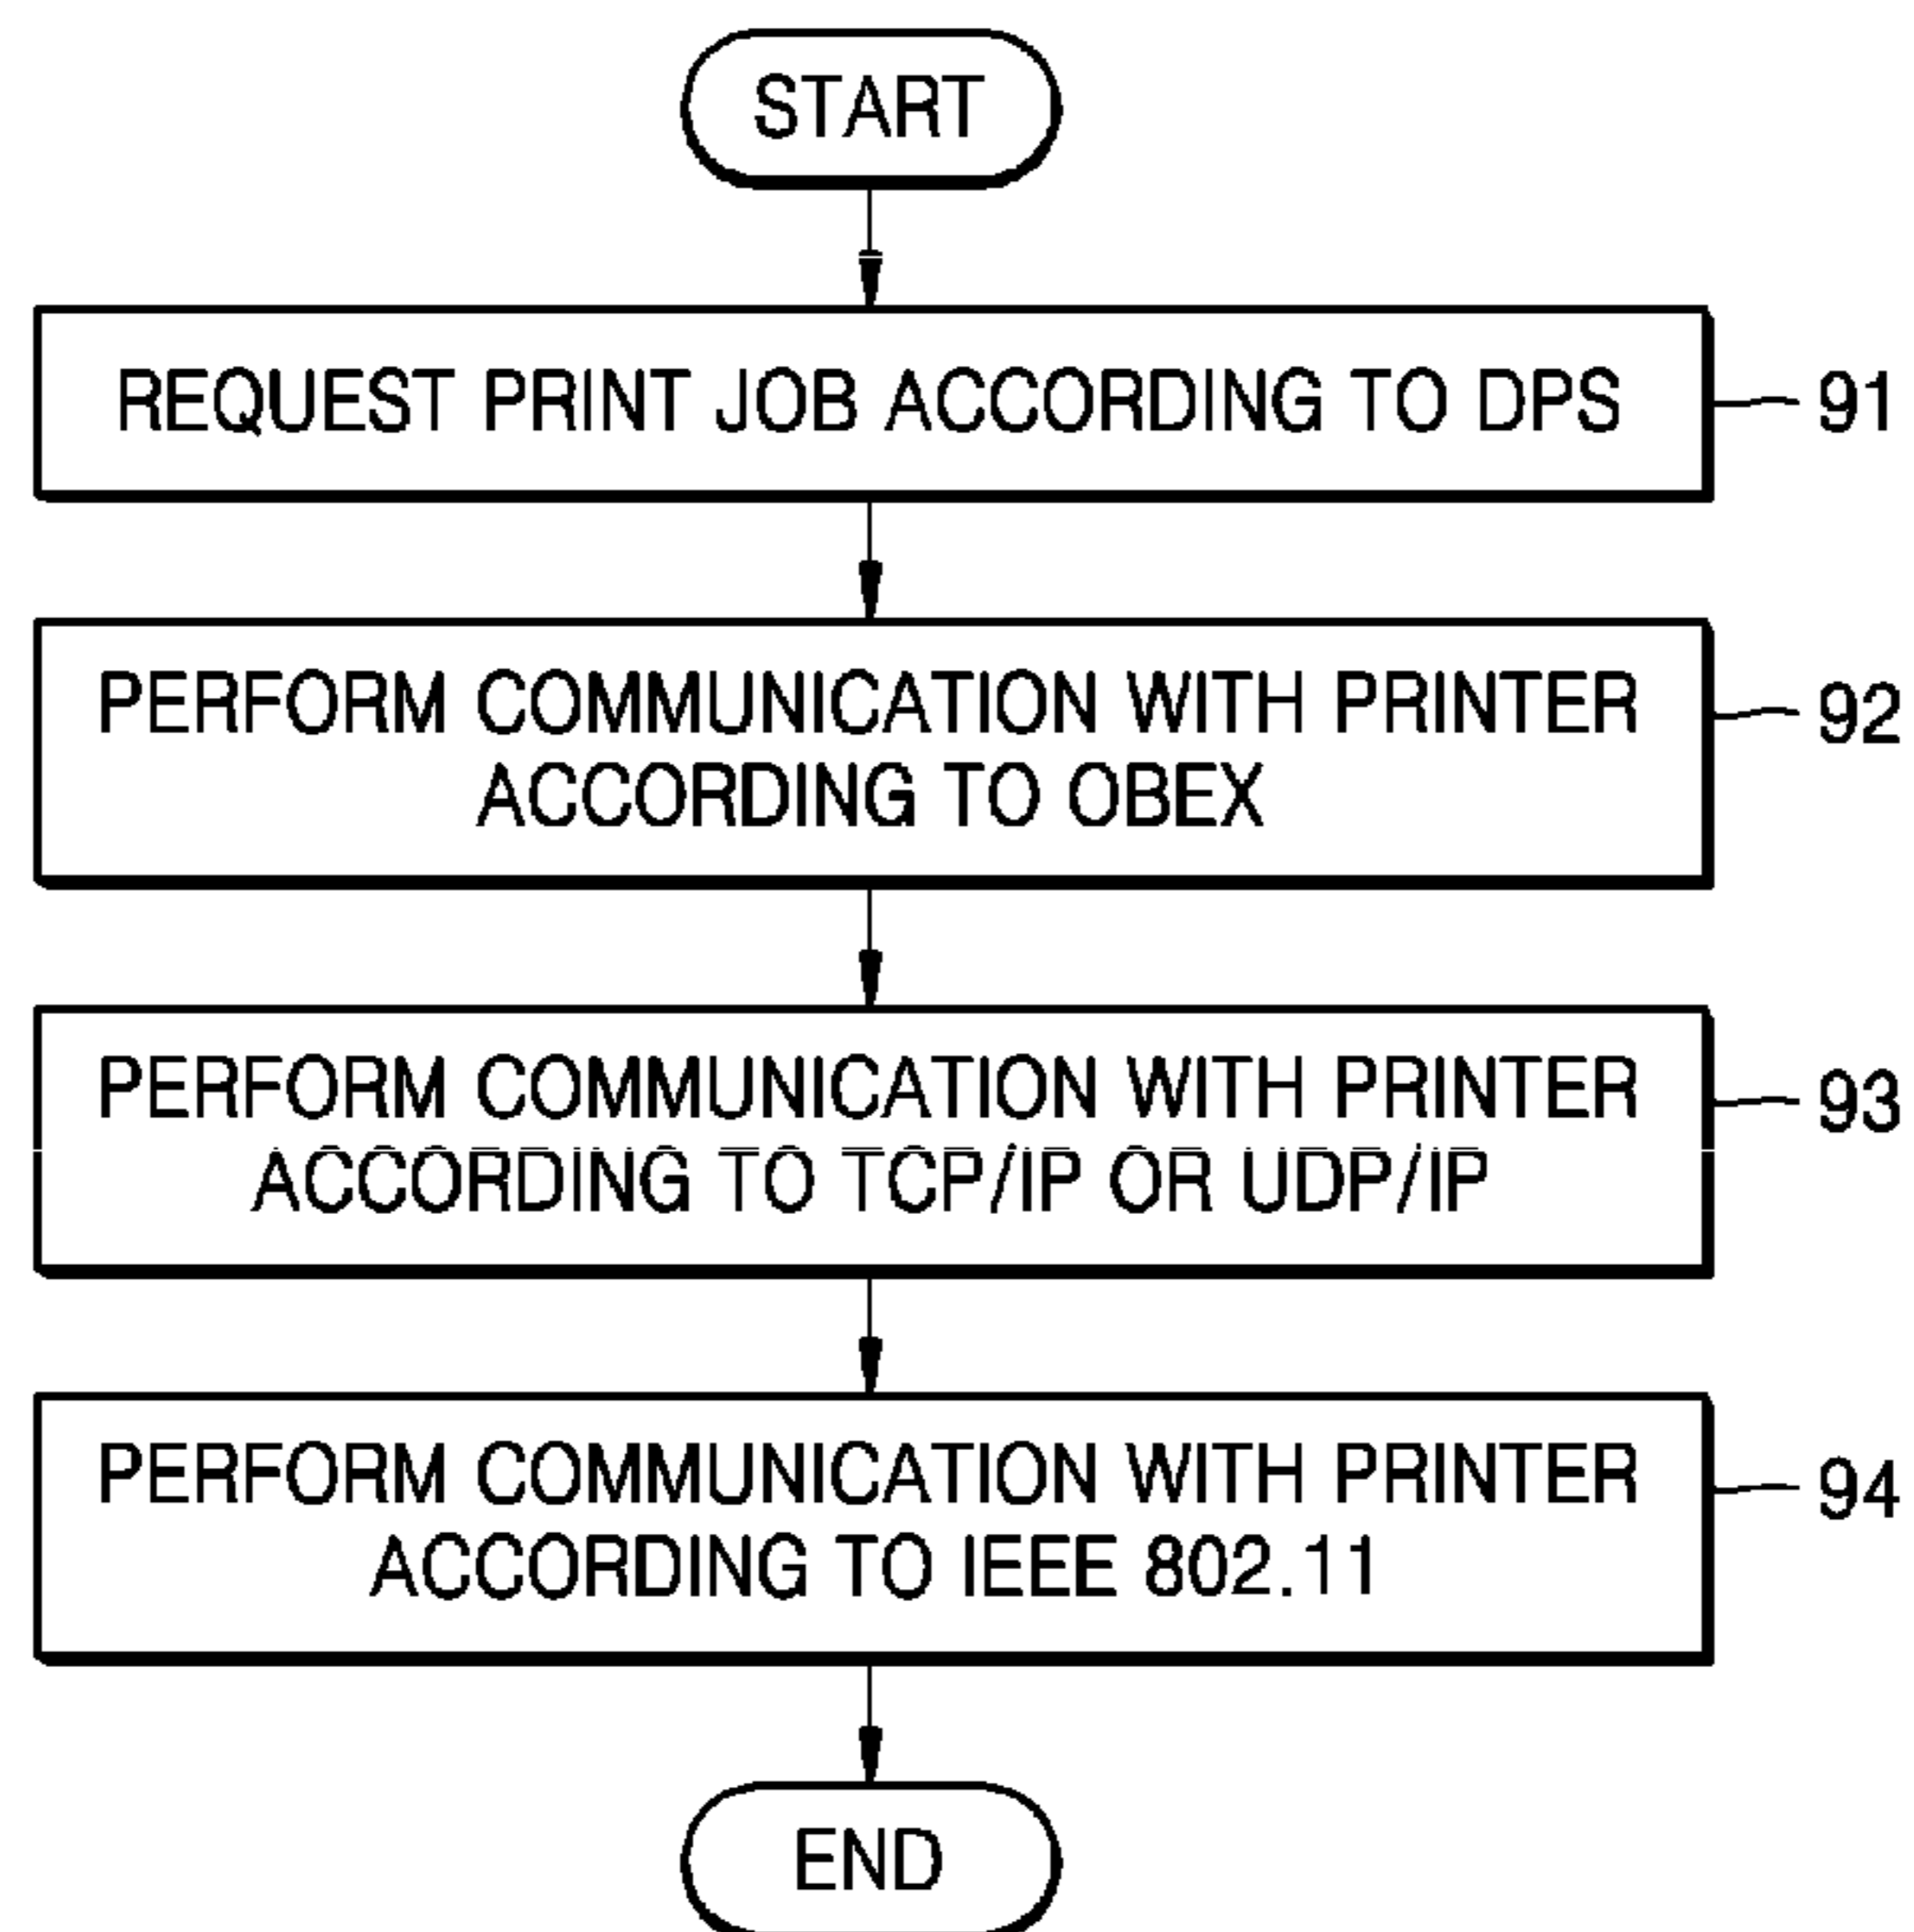 START
REQUEST PRINT JOB ACCORDING TO DPS
91
PERFORM COMMUNICATION WITH PRINTER
ACCORDING TO OBEX
92
PERFORM COMMUNICATION WITH PRINTER
ACCORDING TO TCP/IP OR UDP/IP
93
PERFORM COMMUNICATION WITH PRINTER
ACCORDING TO IEEE 802.11
94
END